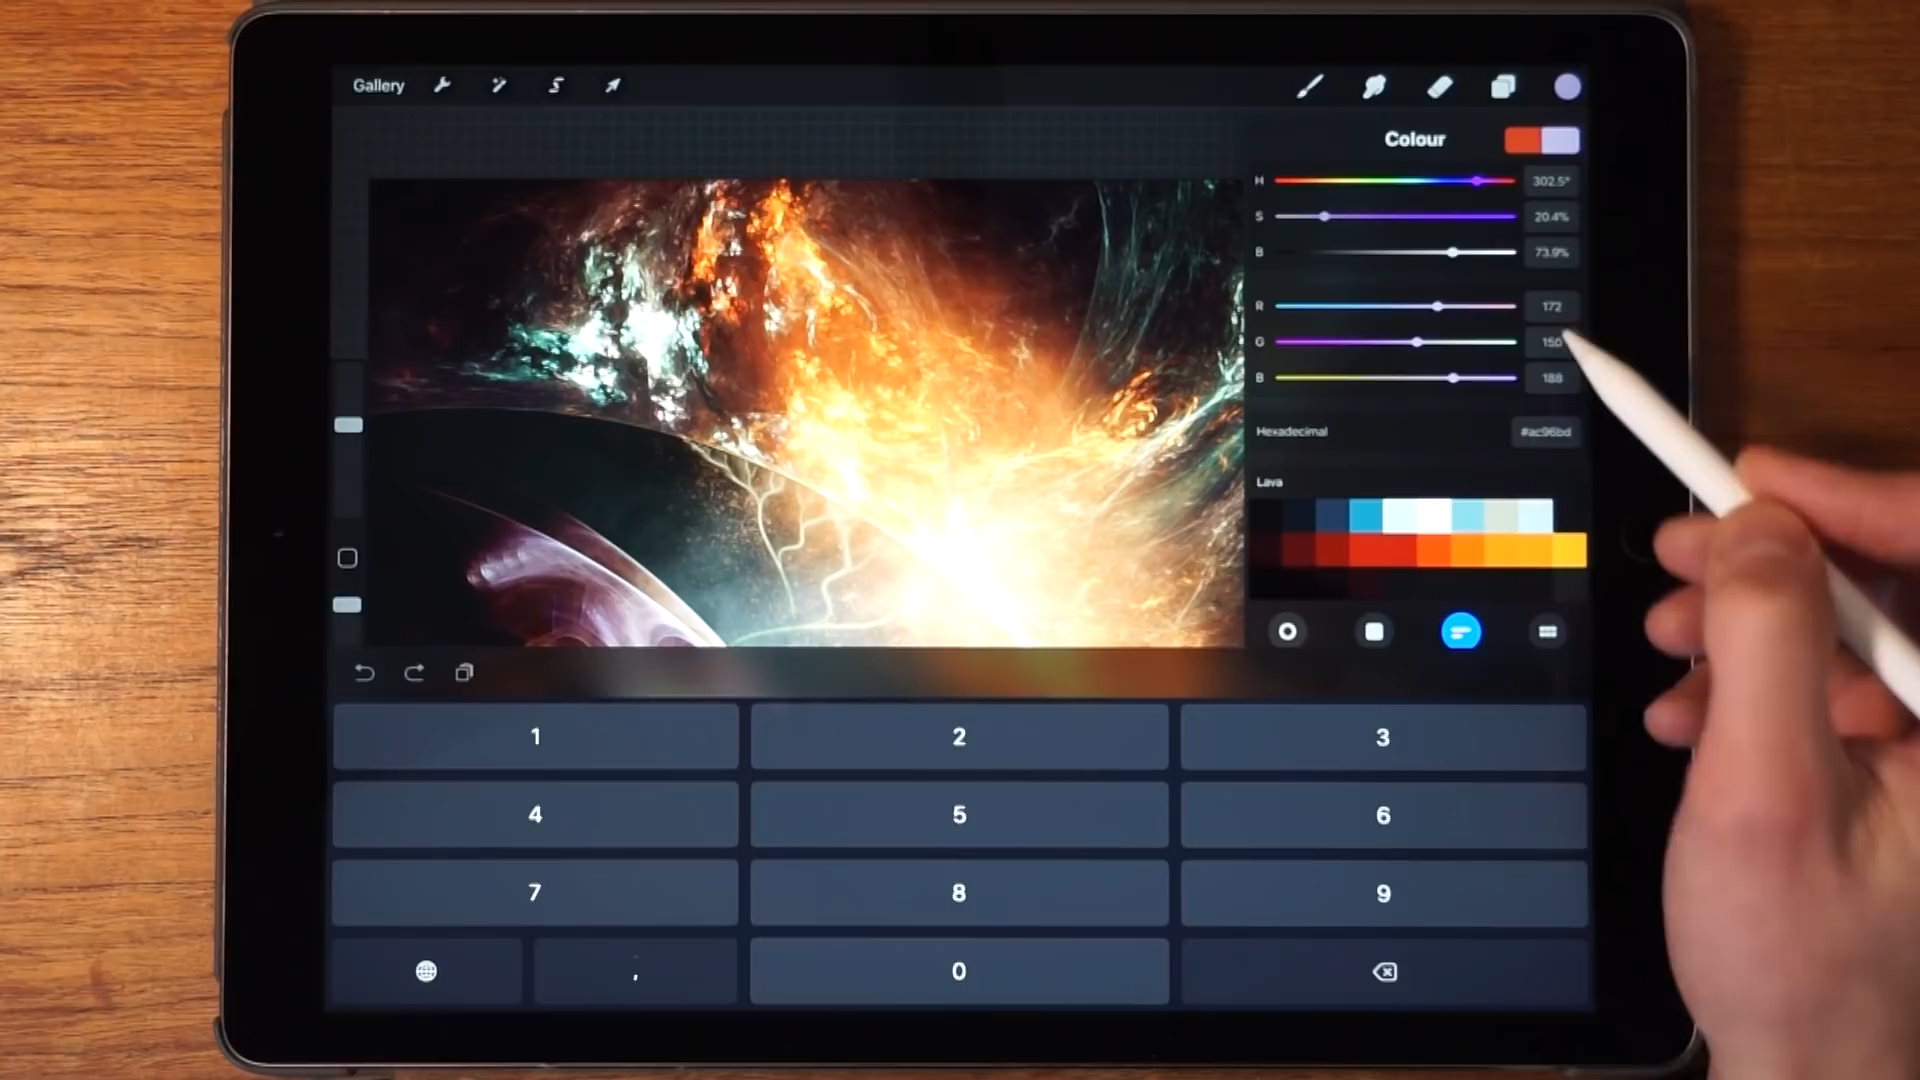 Gallery
Colour
H 302.5°
S 20.4%
B 73.9%
R 172
G 150
B 188
Hexadecimal #ac96bd
Lava
1 2 3
4 5 6
7 8 9
, 0